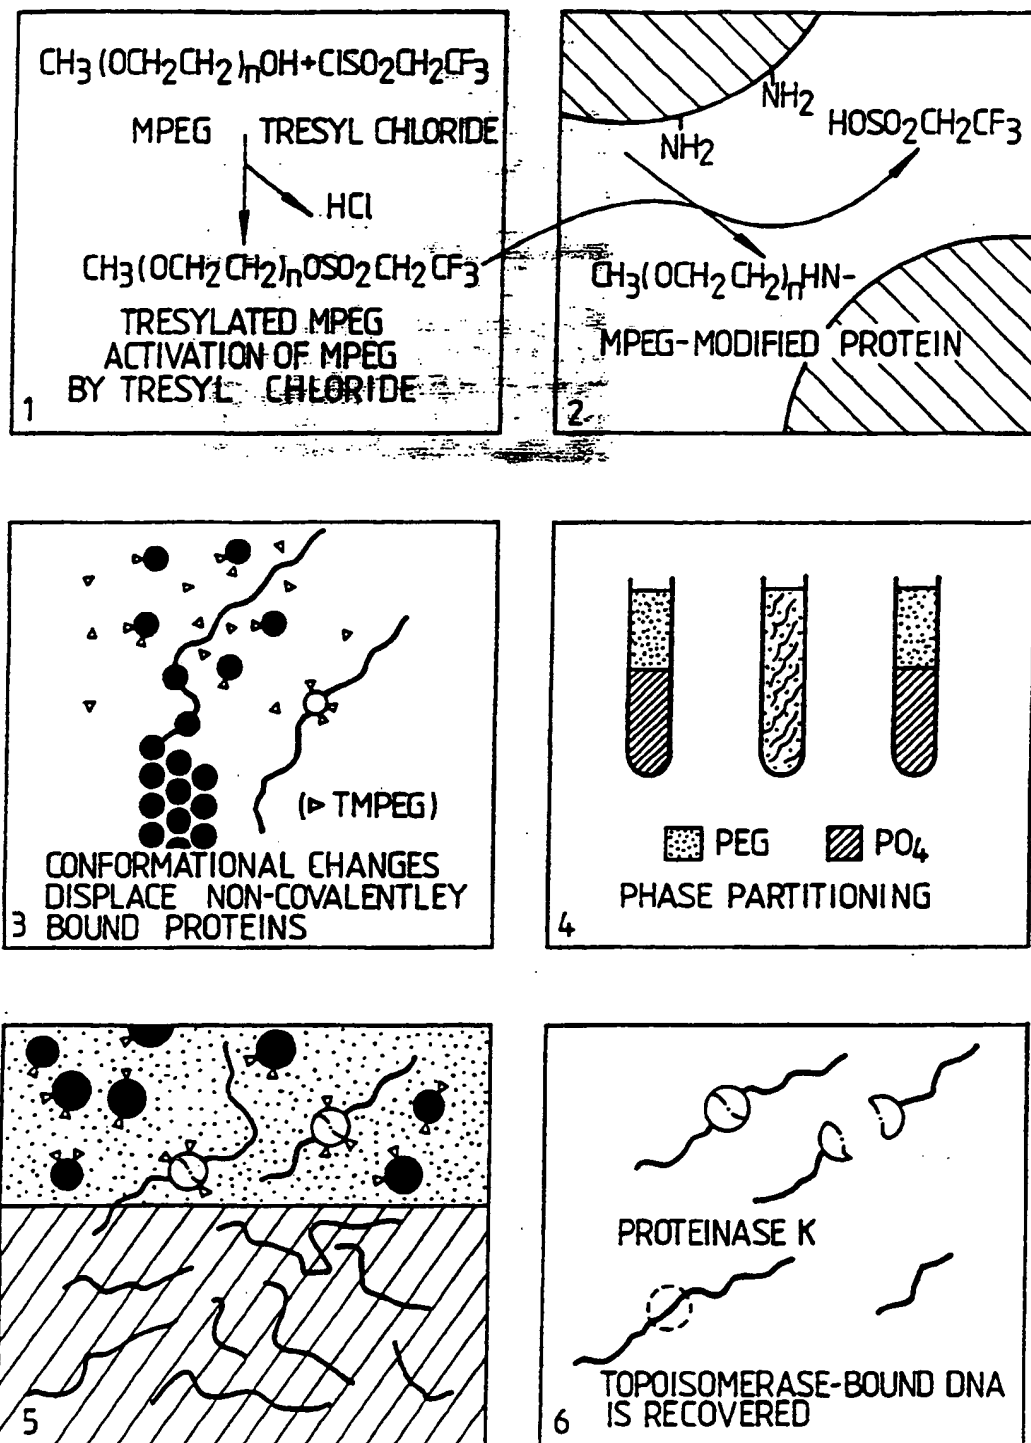 CH3(OCH2CH2)nOH+ClSO2CH2CF3
MPEG TRESYL CHLORIDE
HCl
CH3(OCH2CH2)nOSO2CH2CF3
TRESYLATED MPEG
ACTIVATION OF MPEG
BY TRESYL CHLORIDE
1
NH2
NH2
HOSO2CH2CF3
CH3(OCH2CH2)nHN-
MPEG-MODIFIED PROTEIN
2
(▷ TMPEG)
CONFORMATIONAL CHANGES
DISPLACE NON-COVALENTLEY
3 BOUND PROTEINS
PEG PO4
PHASE PARTITIONING
4
5
PROTEINASE K
TOPOISOMERASE-BOUND DNA
6 IS RECOVERED